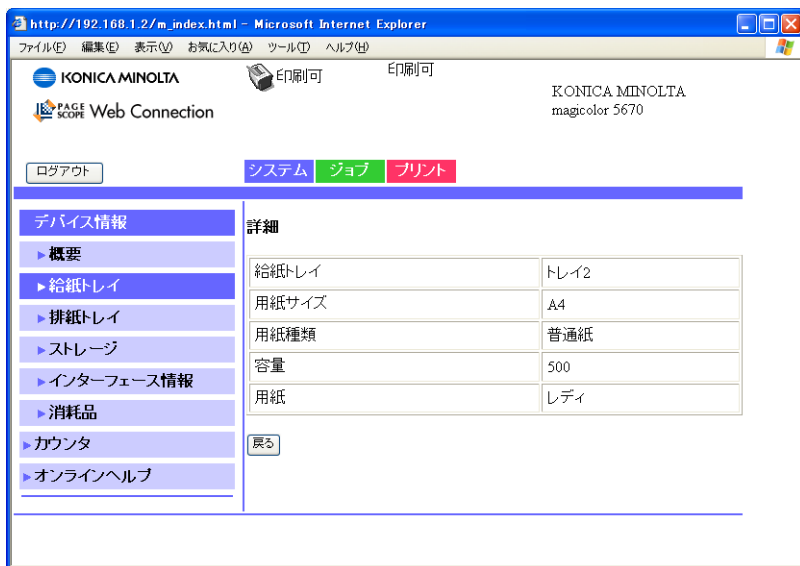 http://192.168.1.2/m_index.html - Microsoft Internet Explorer
ファイル(F) 編集(E) 表示(V) お気に入り(A) ツール(T) ヘルプ(H)
KONICA MINOLTA
印刷可
印刷可
KONICA MINOLTA
magicolor 5670
PAGE SCOPE Web Connection
ログアウト
システム ジョブ プリント
デバイス情報
概要
給紙トレイ
排紙トレイ
ストレージ
インターフェース情報
消耗品
カウンタ
オンラインヘルプ
詳細
給紙トレイ トレイ2
用紙サイズ A4
用紙種類 普通紙
容量 500
用紙 レディ
戻る